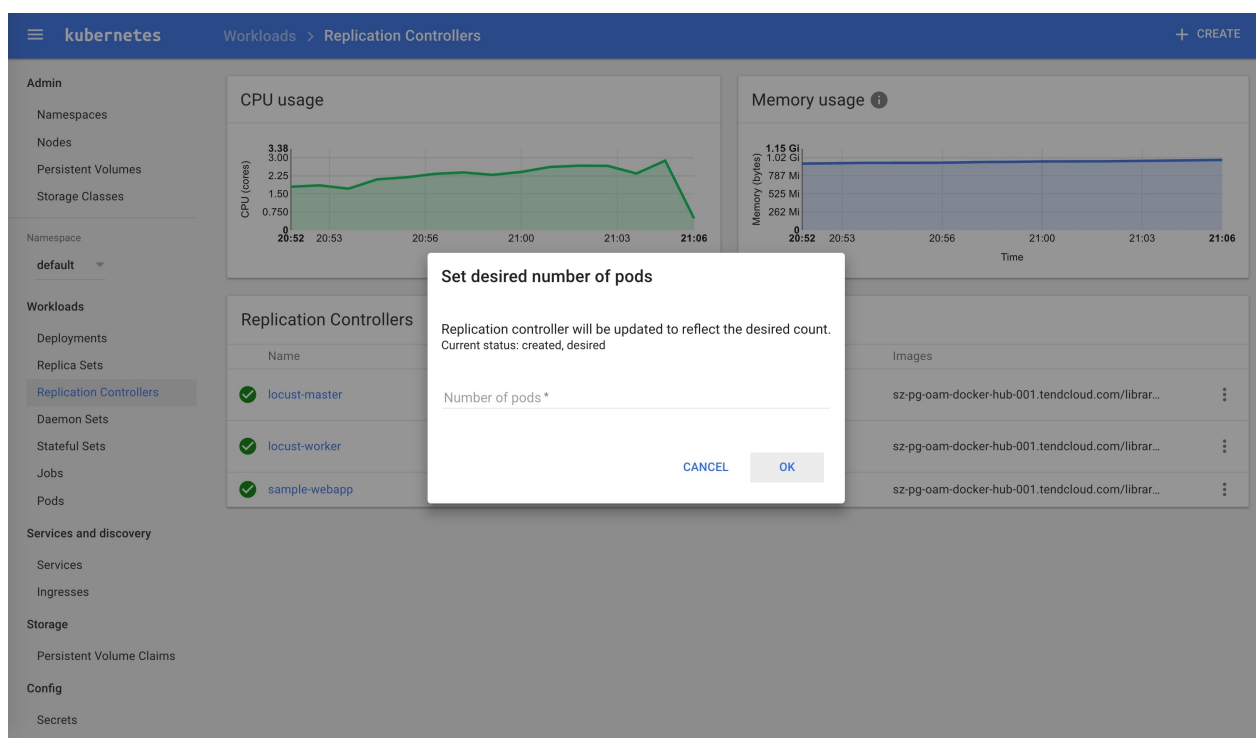 kubernetes
Workloads > Replication Controllers
+ CREATE
Admin
Namespaces
Nodes
Persistent Volumes
Storage Classes
Namespace
default
Workloads
Deployments
Replica Sets
Replication Controllers
Daemon Sets
Stateful Sets
Jobs
Pods
Services and discovery
Services
Ingresses
Storage
Persistent Volume Claims
Config
Secrets
CPU usage
CPU (cores)
3.38
3.00
2.25
1.50
0.750
0
20:52 20:53 20:56 21:00 21:03 21:06
Memory usage
Memory (bytes)
1.15 Gi
1.02 Gi
787 Mi
525 Mi
262 Mi
0
20:52 20:53 20:56 21:00 21:03 21:06
Time
Replication Controllers
Name Images
locust-master sz-pg-oam-docker-hub-001.tendcloud.com/librar...
locust-worker sz-pg-oam-docker-hub-001.tendcloud.com/librar...
sample-webapp sz-pg-oam-docker-hub-001.tendcloud.com/librar...
Set desired number of pods
Replication controller will be updated to reflect the desired count.
Current status: created, desired
Number of pods *
CANCEL OK